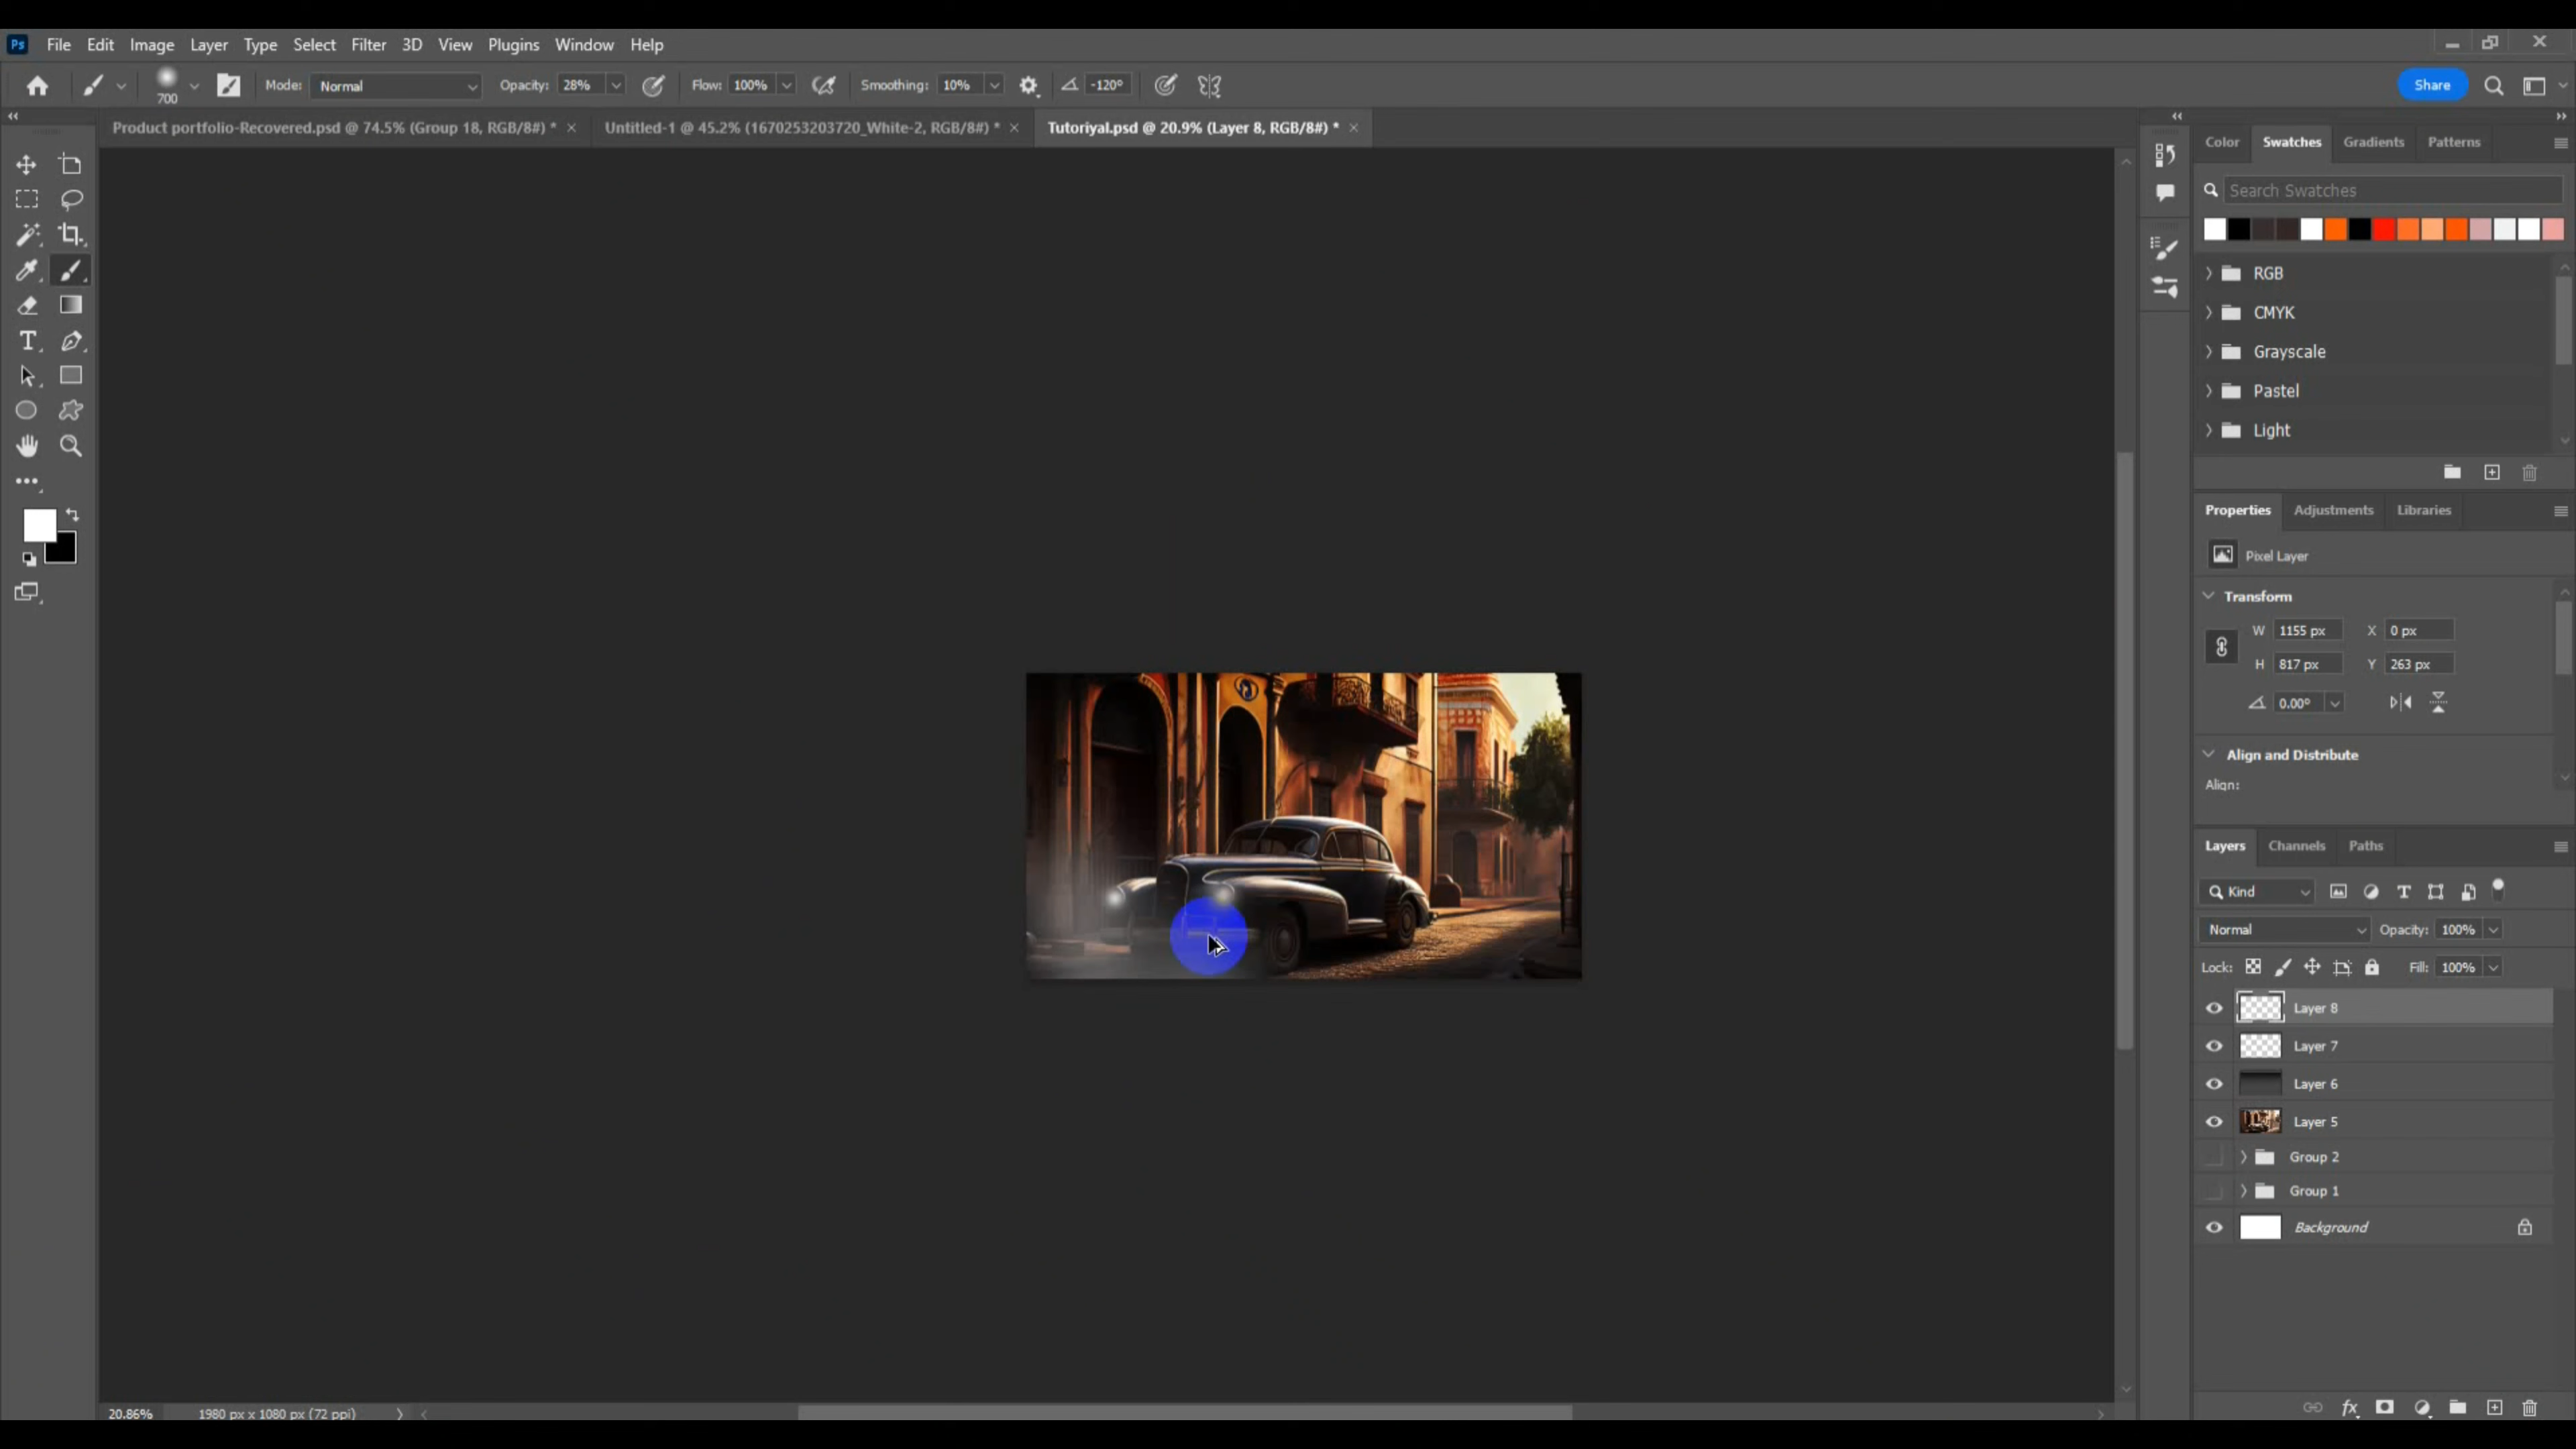 Ps File Edit Image Layer Type Select Filter 3D View Plugins Window Help
700 Mode: Normal Opacity: 28% Flow: 100% Smoothing: 10% -120° Share
Product portfolio-Recovered.psd @ 74.5% (Group 18, RGB/8#) * Untitled-1 @ 45.2% (1670253203720_White-2, RGB/8#) * Tutoriyal.psd @ 20.9% (Layer 8, RGB/8#) *
Color Swatches Gradients Patterns
Search Swatches
RGB
CMYK
Grayscale
Pastel
Light
Properties Adjustments Libraries
Pixel Layer
Transform
W 1155 px X 0 px
H 817 px Y 263 px
0.00°
Align and Distribute
Align:
Layers Channels Paths
Kind
Normal Opacity: 100%
Lock: Fill: 100%
Layer 8
Layer 7
Layer 6
Layer 5
Group 2
Group 1
Background
20.86% 1980 px x 1080 px (72 ppi)